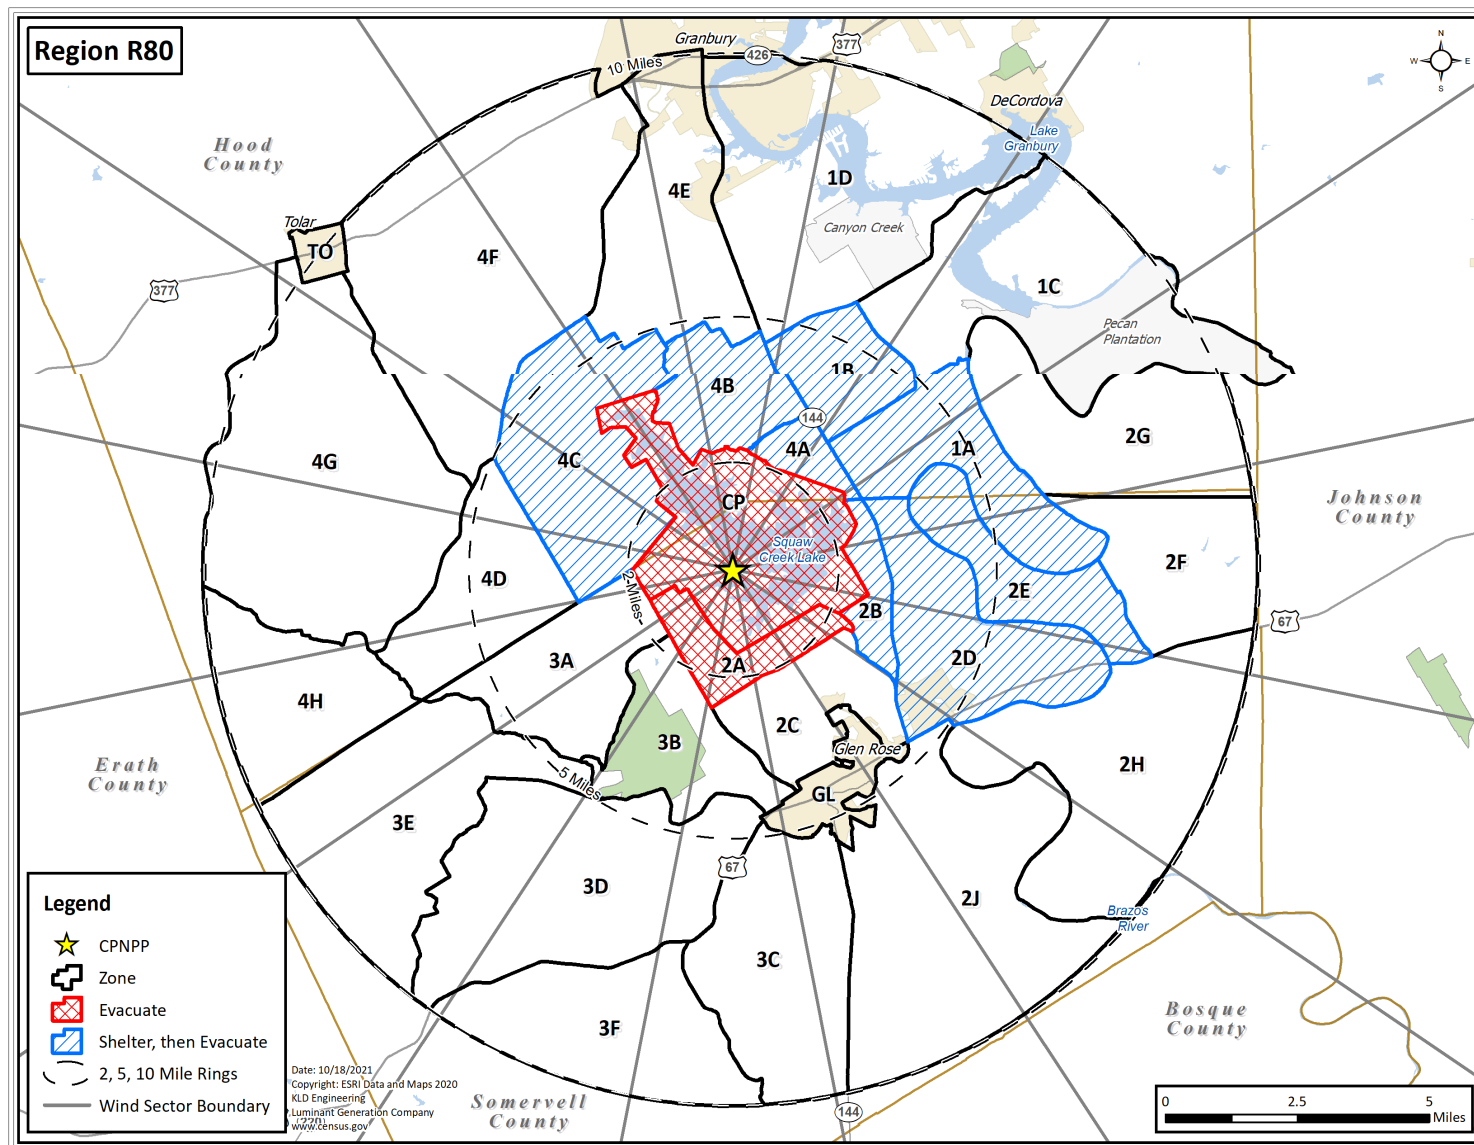 Region R80
Granbury
426
377
10 Miles
N
W
E
S
DeCordova
Lake
Granbury
Hood
County
4E
1D
Tolar
TO
Canyon Creek
4F
377
1C
Pecan
Plantation
1B
4B
144
2G
4A
1A
4C
4G
CP
Johnson
County
Squaw
Creek Lake
2F
4D
2 Miles
2E
2B
67
3A
2D
2A
4H
2C
3B
Glen Rose
Erath
County
2H
5 Miles
GL
3E
67
3D
2J
Brazos
River
3C
Bosque
County
3F
Legend
CPNPP
Zone
Evacuate
Shelter, then Evacuate
2, 5, 10 Mile Rings
Wind Sector Boundary
Date: 10/18/2021
Copyright: ESRI Data and Maps 2020
KLD Engineering
Luminant Generation Company
www.census.gov
Somervell
County
144
0
2.5
5
Miles